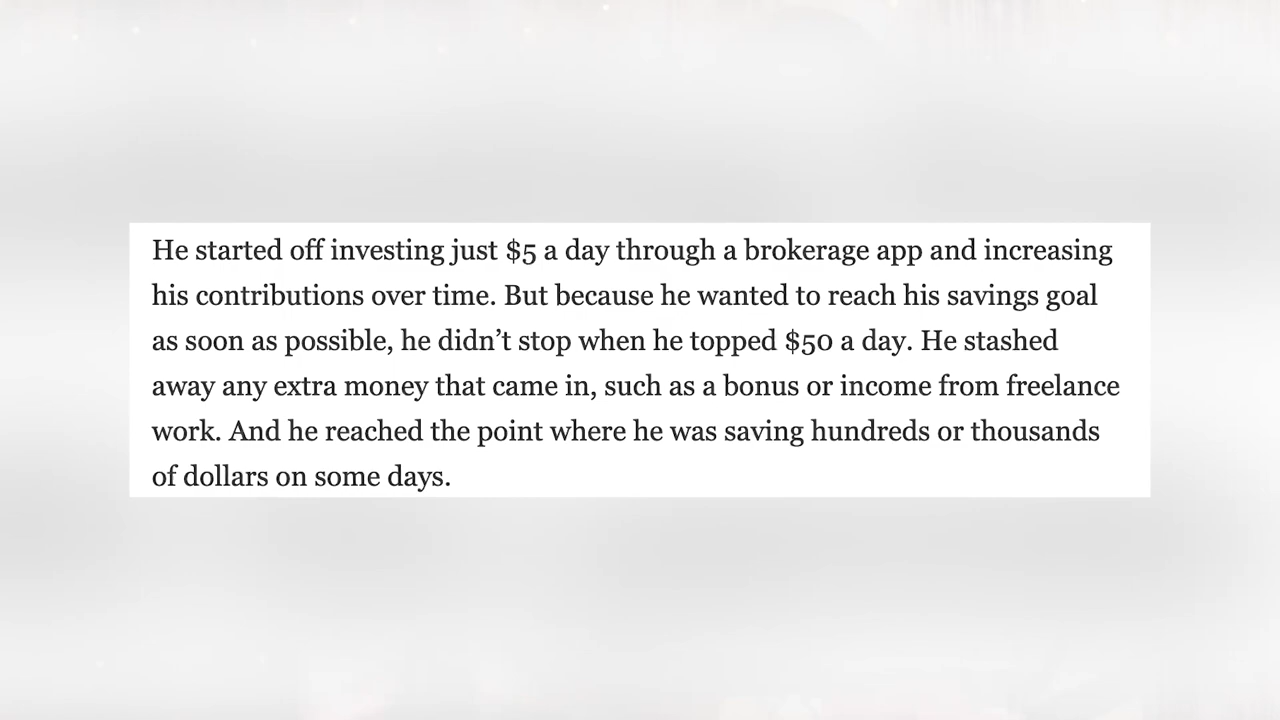 He started off investing just $5 a day through a brokerage app and increasing
his contributions over time. But because he wanted to reach his savings goal
as soon as possible, he didn’t stop when he topped $50 a day. He stashed
away any extra money that came in, such as a bonus or income from freelance
work. And he reached the point where he was saving hundreds or thousands
of dollars on some days.